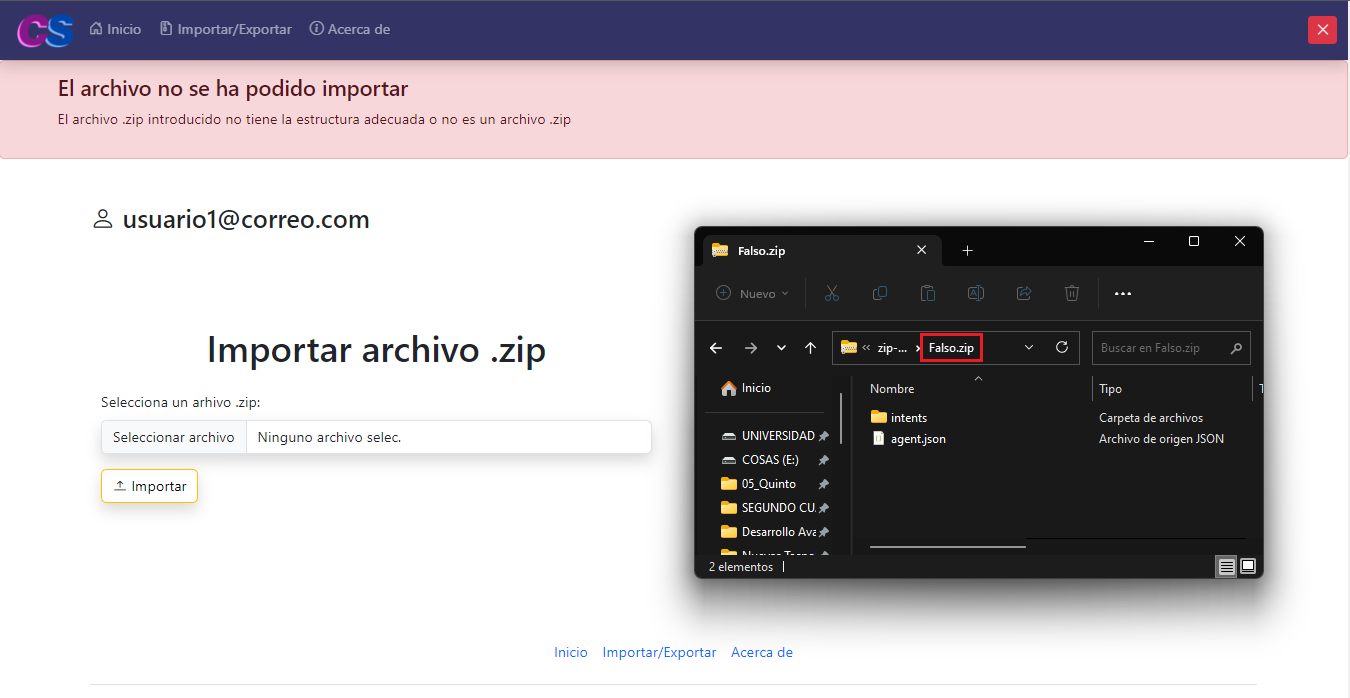 CS Inicio Importar/Exportar Acerca de
El archivo no se ha podido importar
El archivo .zip introducido no tiene la estructura adecuada o no es un archivo .zip
usuario1@correo.com
Importar archivo .zip
Selecciona un arhivo .zip:
Seleccionar archivo Ninguno archivo selec.
Importar
Falso.zip
Nuevo
« zip-... › Falso.zip
Buscar en Falso.zip
Inicio
UNIVERSIDAD
COSAS (E:)
05_Quinto
SEGUNDO CU
Desarrollo Ava
Nombre Tipo T
intents Carpeta de archivos
agent.json Archivo de origen JSON
2 elementos
Inicio Importar/Exportar Acerca de